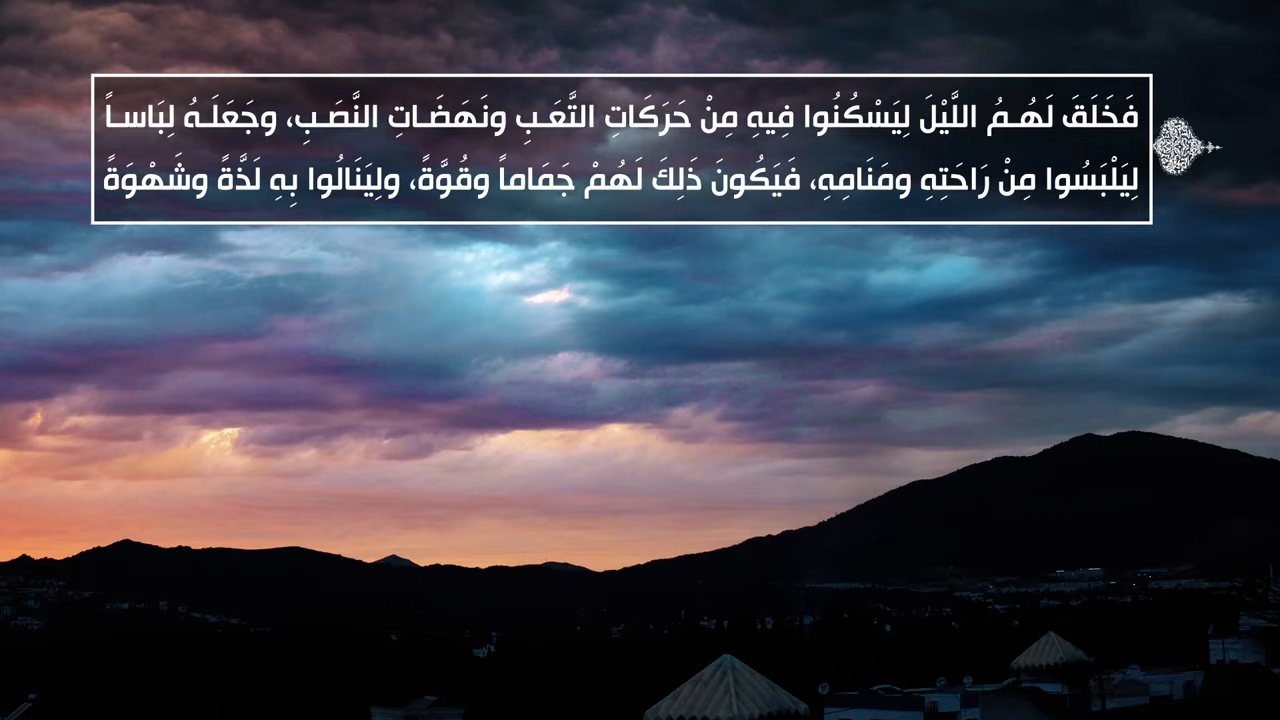 فَخَلَقَ لَهُمُ اللَّيْلَ لِيَسْكُنُوا فِيهِ مِنْ حَرَكَاتِ التَّعَبِ ونَهَضَاتِ النَّصَبِ، وجَعَلَهُ لِبَاساً
لِيَلْبَسُوا مِنْ رَاحَتِهِ ومَنَامِهِ، فَيَكُونَ ذَلِكَ لَهُمْ جَمَاماً وقُوَّةً، ولِيَنَالُوا بِهِ لَذَّةً وشَهْوَةً